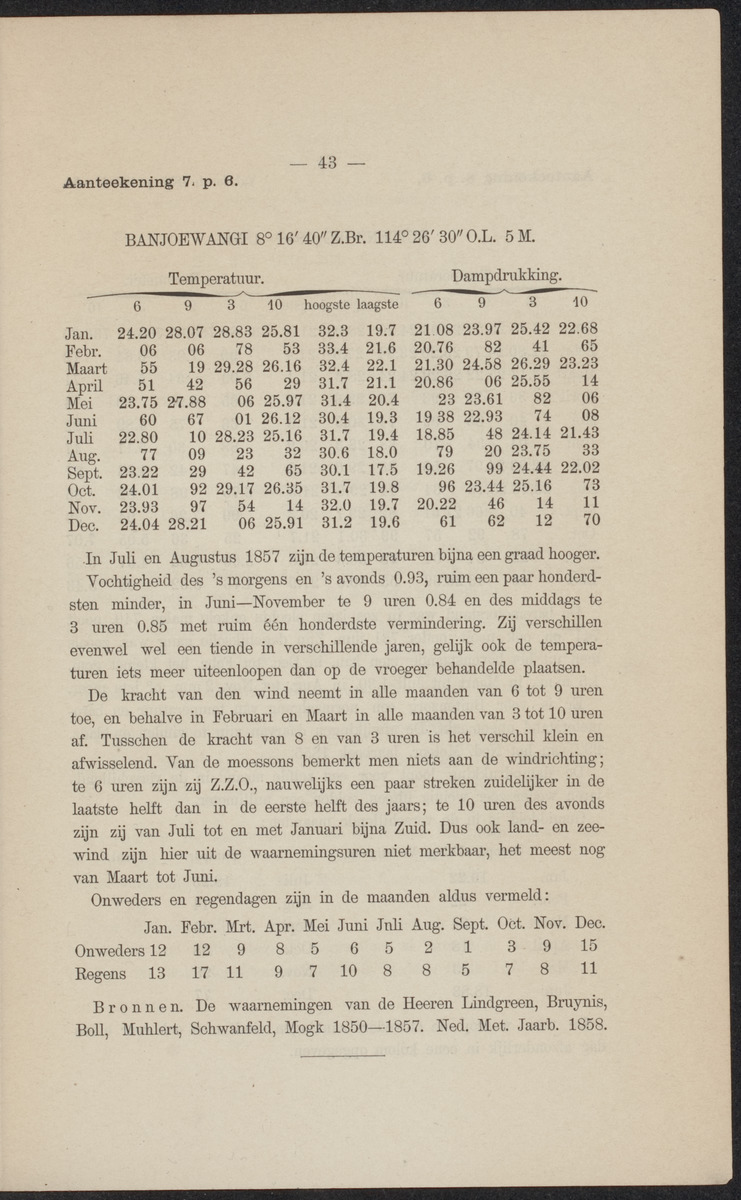 — 43 —
Aanteekening 7. p. 6.
BANJOEWANGI 8° 16′ 40″ Z.Br. 114° 26′ 30″ O.L. 5 M.
Temperatuur. Dampdrukking.
6 9 3 10 hoogste laagste 6 9 3 10
Jan. 24.20 28.07 28.83 25.81 32.3 19.7 21 08 23.97 25.42 22.68
Febr. 06 06 78 53 33.4 21.6 20.76 82 41 65
Maart 55 19 29.28 26.16 32.4 22.1 21.30 24.58 26.29 23.23
April 51 42 56 29 31.7 21.1 20.86 06 25.55 14
Mei 23.75 27.88 06 25.97 31.4 20.4 23 23.61 82 06
Juni 60 67 01 26.12 30.4 19.3 19 38 22.93 74 08
Juli 22.80 10 28.23 25.16 31.7 19.4 18.85 48 24.14 21.43
Aug. 77 09 23 32 30.6 18.0 79 20 23.75 33
Sept. 23.22 29 42 65 30.1 17.5 19.26 99 24.44 22.02
Oct. 24.01 92 29.17 26.35 31.7 19.8 96 23.44 25.16 73
Nov. 23.93 97 54 14 32.0 19.7 20.22 46 14 11
Dec. 24.04 28.21 06 25.91 31.2 19.6 61 62 12 70
In Juli en Augustus 1857 zijn de temperaturen bijna een graad hooger.
Vochtigheid des 's morgens en 's avonds 0.93, ruim een paar honderd-
sten minder, in Juni—November te 9 uren 0.84 en des middags te
3 uren 0.85 met ruim één honderdste vermindering. Zij verschillen
evenwel wel een tiende in verschillende jaren, gelijk ook de tempera-
turen iets meer uiteenloopen dan op de vroeger behandelde plaatsen.
De kracht van den wind neemt in alle maanden van 6 tot 9 uren
toe, en behalve in Februari en Maart in alle maanden van 3 tot 10 uren
af. Tusschen de kracht van 8 en van 3 uren is het verschil klein en
afwisselend. Van de moessons bemerkt men niets aan de windrichting;
te 6 uren zijn zij Z.Z.O., nauwelijks een paar streken zuidelijker in de
laatste helft dan in de eerste helft des jaars; te 10 uren des avonds
zijn zij van Juli tot en met Januari bijna Zuid. Dus ook land- en zee-
wind zijn hier uit de waarnemingsuren niet merkbaar, het meest nog
van Maart tot Juni.
Onweders en regendagen zijn in de maanden aldus vermeld:
Jan. Febr. Mrt. Apr. Mei Juni Juli Aug. Sept. Oct. Nov. Dec.
Onweders 12 12 9 8 5 6 5 2 1 3 9 15
Regens 13 17 11 9 7 10 8 8 5 7 8 11
Bronnen. De waarnemingen van de Heeren Lindgreen, Bruynis,
Boll, Muhlert, Schwanfeld, Mogk 1850—1857. Ned. Met. Jaarb. 1858.